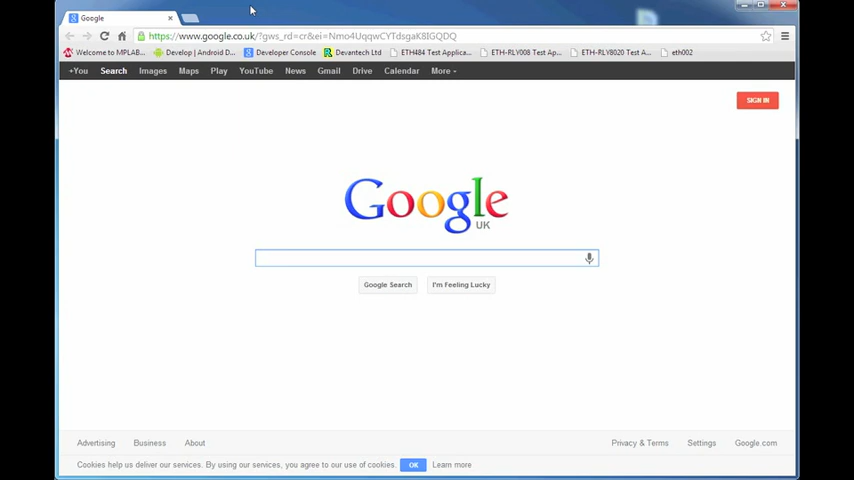 Google
https://www.google.co.uk/?gws_rd=cr&ei=Nmo4UqqwCYTdsgaK8IGQDQ
Welcome to MPLAB... Develop | Android D... Developer Console Devantech Ltd ETH484 Test Applica... ETH-RLY008 Test Ap... ETH-RLY8020 Test A... eth002
+You Search Images Maps Play YouTube News Gmail Drive Calendar More
SIGN IN
Google
UK
Google Search I'm Feeling Lucky
Advertising Business About Privacy & Terms Settings Google.com
Cookies help us deliver our services. By using our services, you agree to our use of cookies. OK Learn more